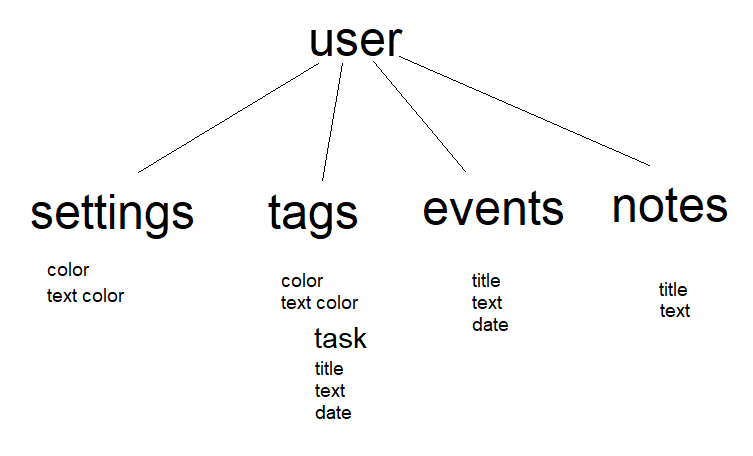 user
settings
color
text color
tags
color
text color
task
title
text
date
events
title
text
date
notes
title
text